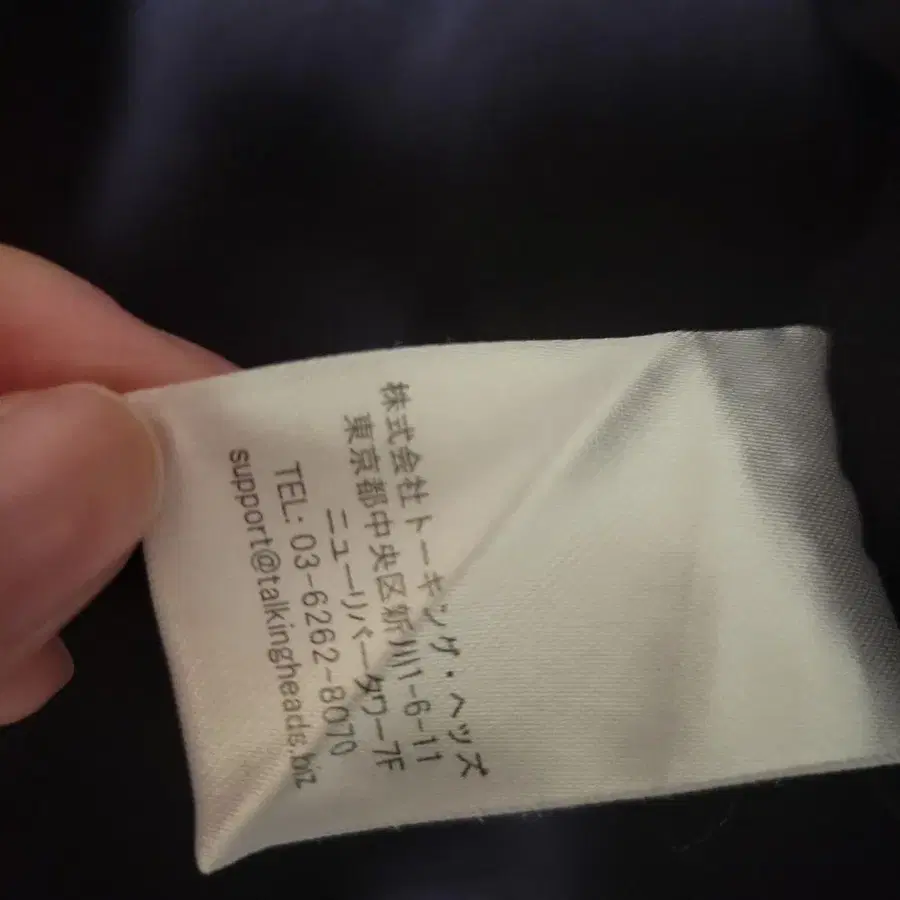 株式会社トーキング・ヘッズ
東京都中央区新川1-6-11
ニューリバータワー7F
TEL: 03-6262-8070
support@talkingheads.biz